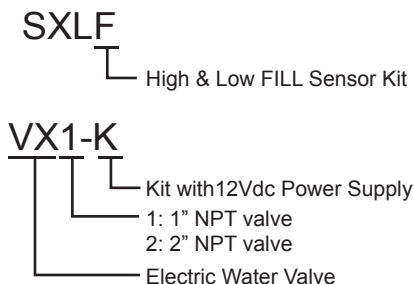 SXLF
High & Low FILL Sensor Kit
VX1-K
Kit with12Vdc Power Supply
1: 1” NPT valve
2: 2” NPT valve
Electric Water Valve